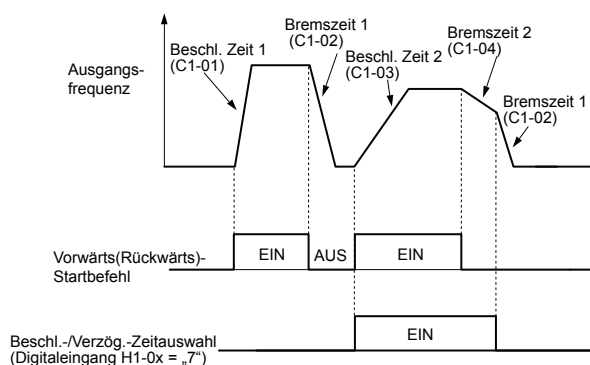 Ausgangs-
frequenz
Beschl. Zeit 1
(C1-01)
Bremszeit 1
(C1-02)
Beschl. Zeit 2
(C1-03)
Bremszeit 2
(C1-04)
Bremszeit 1
(C1-02)
Vorwärts(Rückwärts)-
Startbefehl
EIN
AUS
EIN
Beschl.-/Verzög.-Zeitauswahl
(Digitaleingang H1-0x = „7“)
EIN